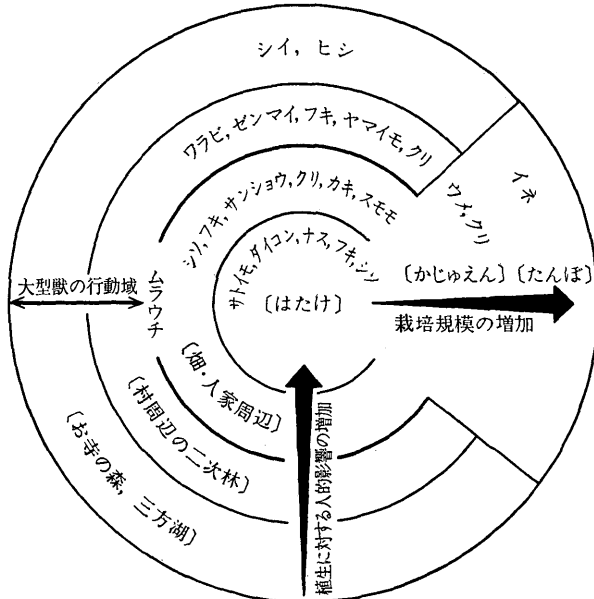 シイ, ヒシ
ワラビ,ゼンマイ,フキ,ヤマイモ,クリ
シソ,フキ,サンショウ,クリ,カキ,スモモ
サトイモ,ダイコン,ナス,フキ,シソ
〔はたけ〕
イネ
ウメ,クリ
〔かじゅえん〕〔たんぼ〕
栽培規模の増加
大型獣の行動域
ムラウチ
〔畑・人家周辺〕
〔村周辺の二次林〕
〔お寺の森, 三方湖〕
植生に対する人的影響の増加